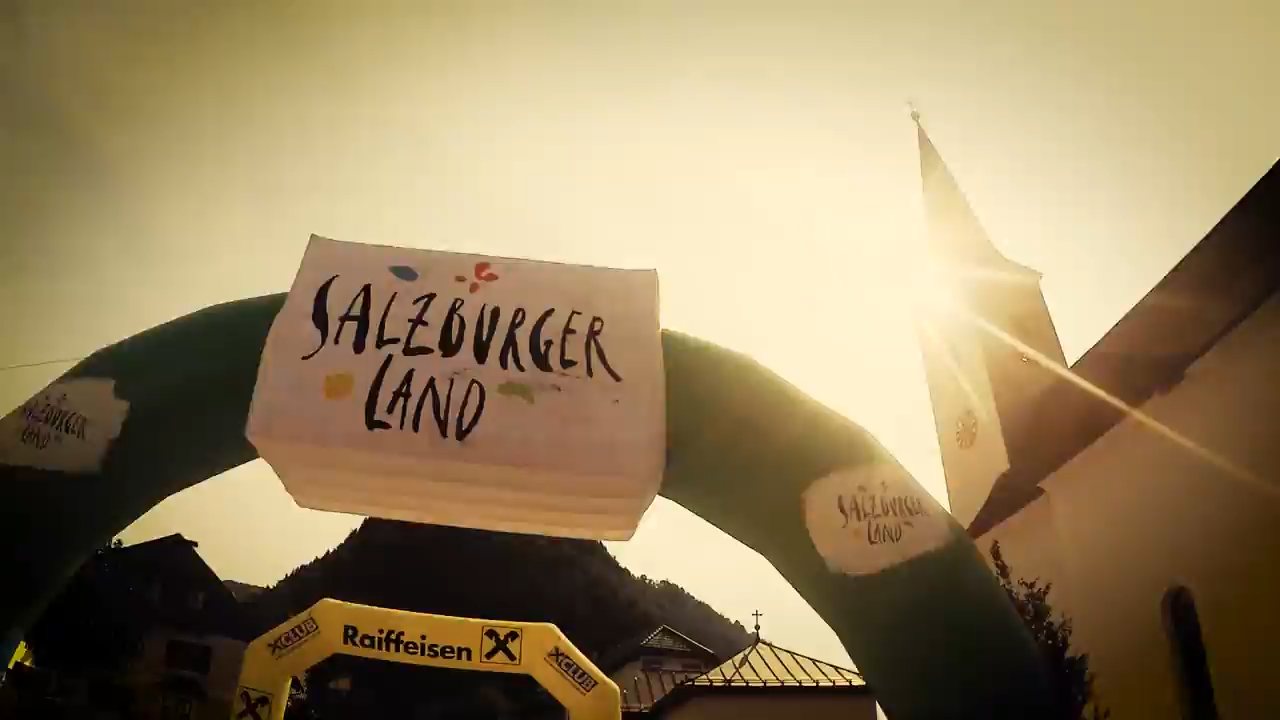 SALZBURGER
LAND
SALZBURGER
LAND
SALZBURGER
LAND
XCLUB
Raiffeisen
XCLUB